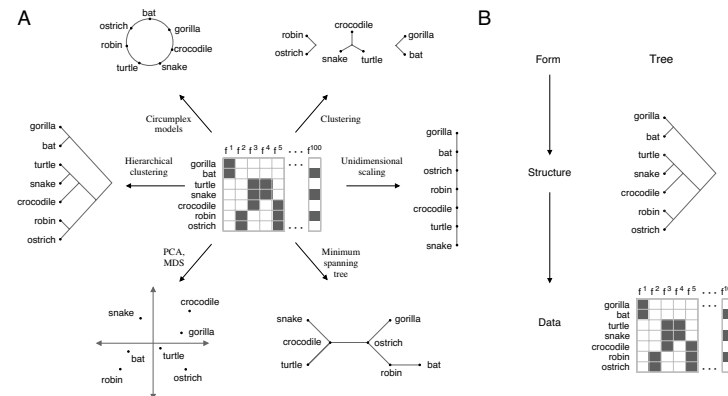 A
bat
ostrich
gorilla
robin
crocodile
turtle
snake
crocodile
robin
gorilla
ostrich
snake
turtle
bat
Circumplex
models
Clustering
gorilla
bat
turtle
snake
crocodile
robin
ostrich
Hierarchical
clustering
f1 f2 f3 f4 f5 . . . f100
gorilla . . .
bat
turtle
snake
crocodile
robin
ostrich . . .
Unidimensional
scaling
gorilla
bat
ostrich
robin
crocodile
turtle
snake
PCA,
MDS
Minimum
spanning
tree
crocodile
snake
gorilla
turtle
bat
robin
ostrich
snake
gorilla
crocodile
ostrich
turtle
robin
bat
B
Form
Tree
Structure
gorilla
bat
turtle
snake
crocodile
robin
ostrich
Data
f1 f2 f3 f4 f5 . . .
gorilla . . .
bat
turtle
snake
crocodile
robin
ostrich . . .